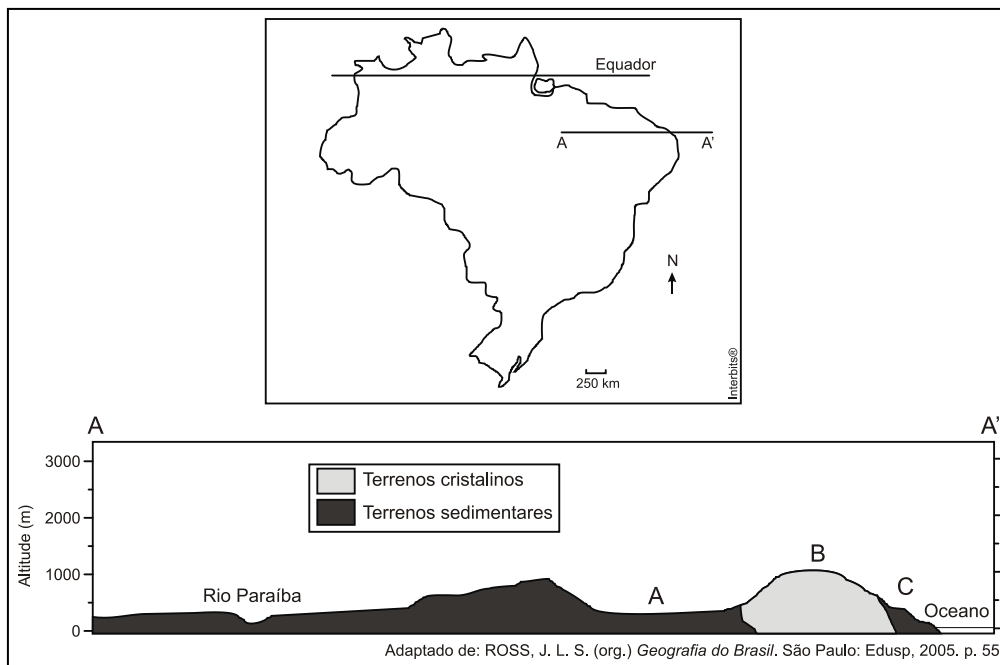 Equador
A
A'
N
250 km
Interbits®
A
A'
3000
2000
1000
0
Altitude (m)
Terrenos cristalinos
Terrenos sedimentares
Rio Paraíba
A
B
C
Oceano
Adaptado de: ROSS, J. L. S. (org.) Geografia do Brasil. São Paulo: Edusp, 2005. p. 55